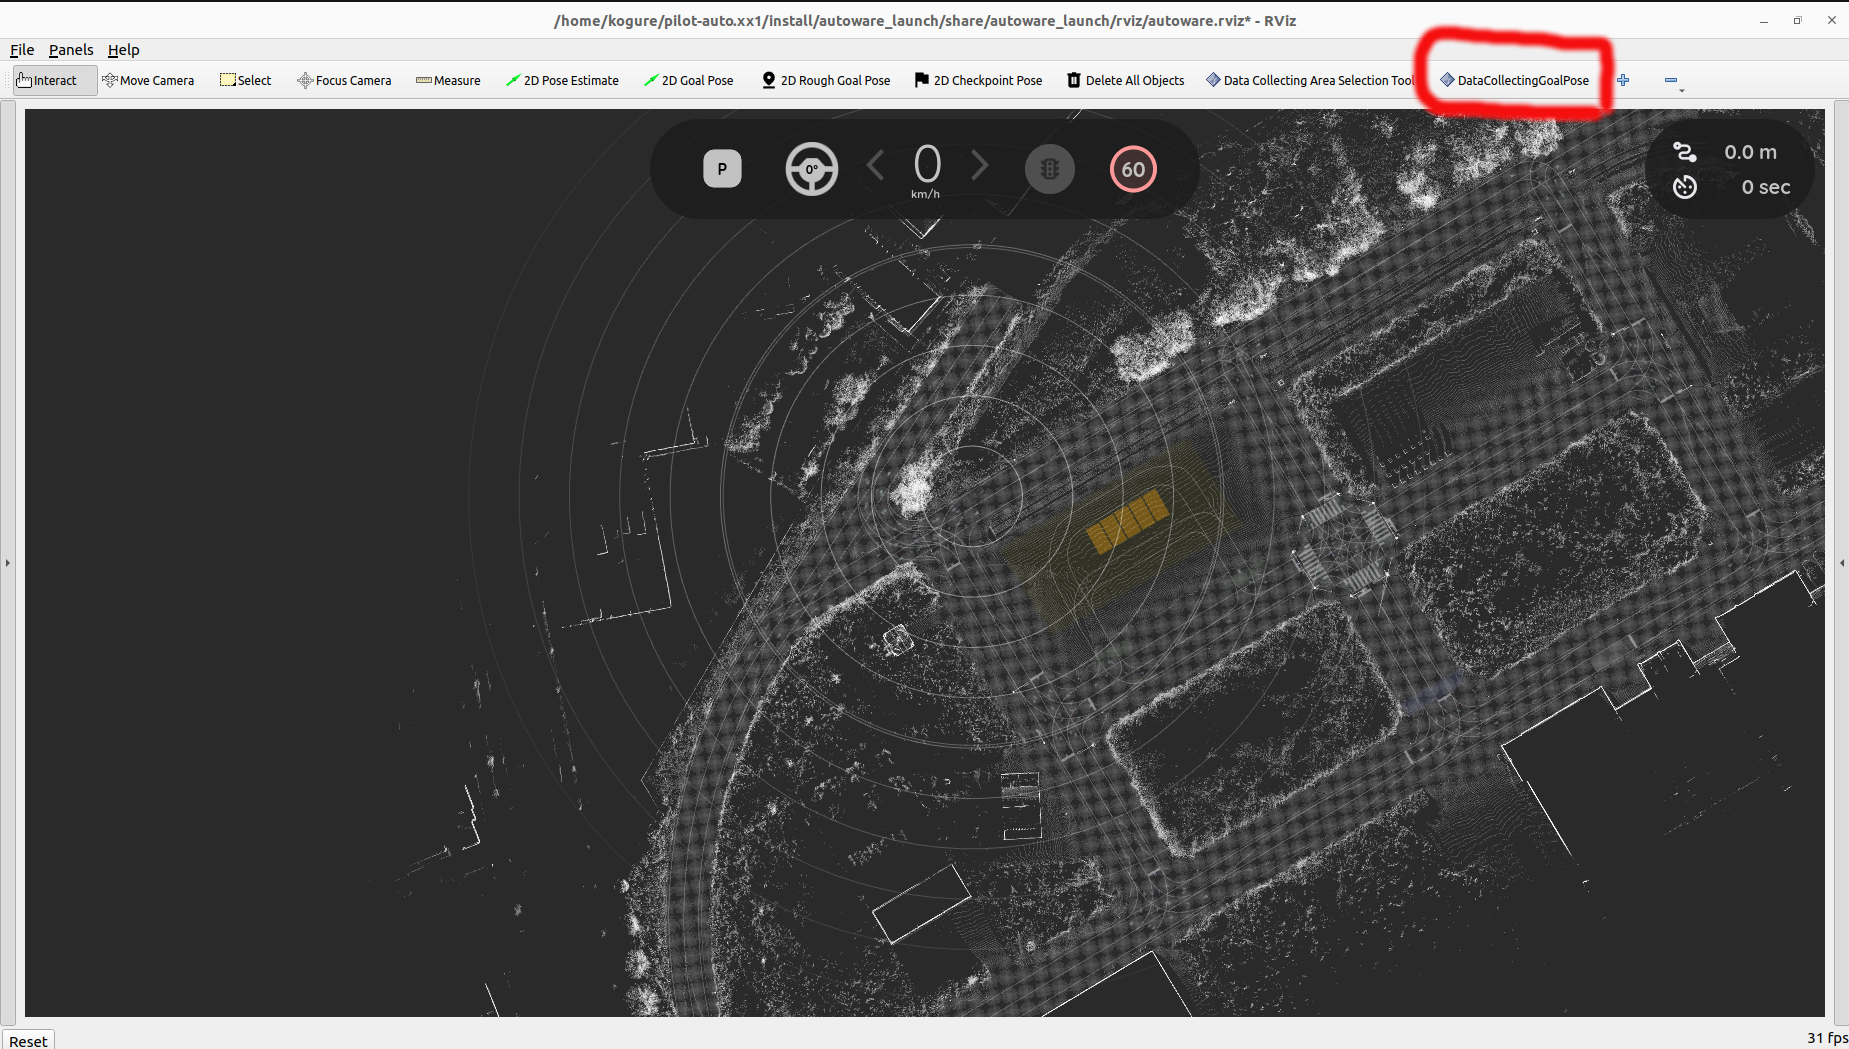 /home/kogure/pilot-auto.xx1/install/autoware_launch/share/autoware_launch/rviz/autoware.rviz* - RViz
File Panels Help
Interact Move Camera Select Focus Camera Measure 2D Pose Estimate 2D Goal Pose 2D Rough Goal Pose 2D Checkpoint Pose Delete All Objects Data Collecting Area Selection Tool DataCollectingGoalPose
P 0° 0 60
km/h
0.0 m
0 sec
Reset
31 fps